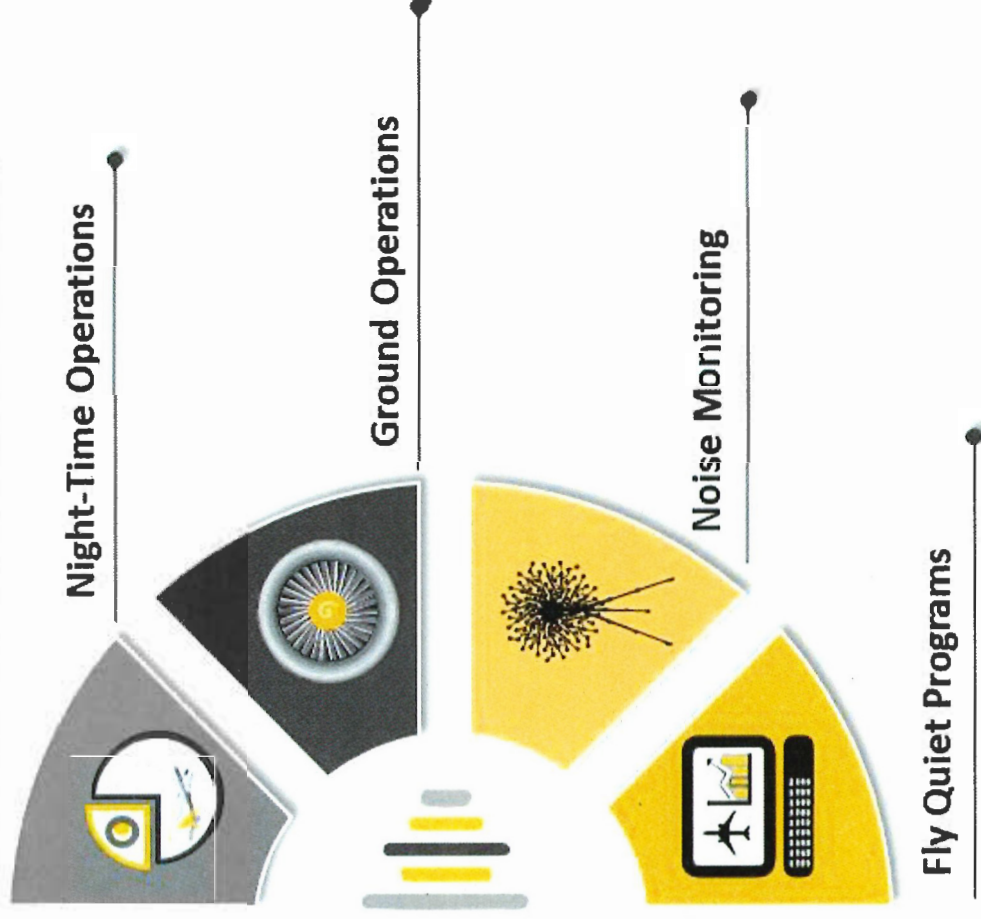 Night-Time Operations
Ground Operations
Noise Monitoring
Fly Quiet Programs